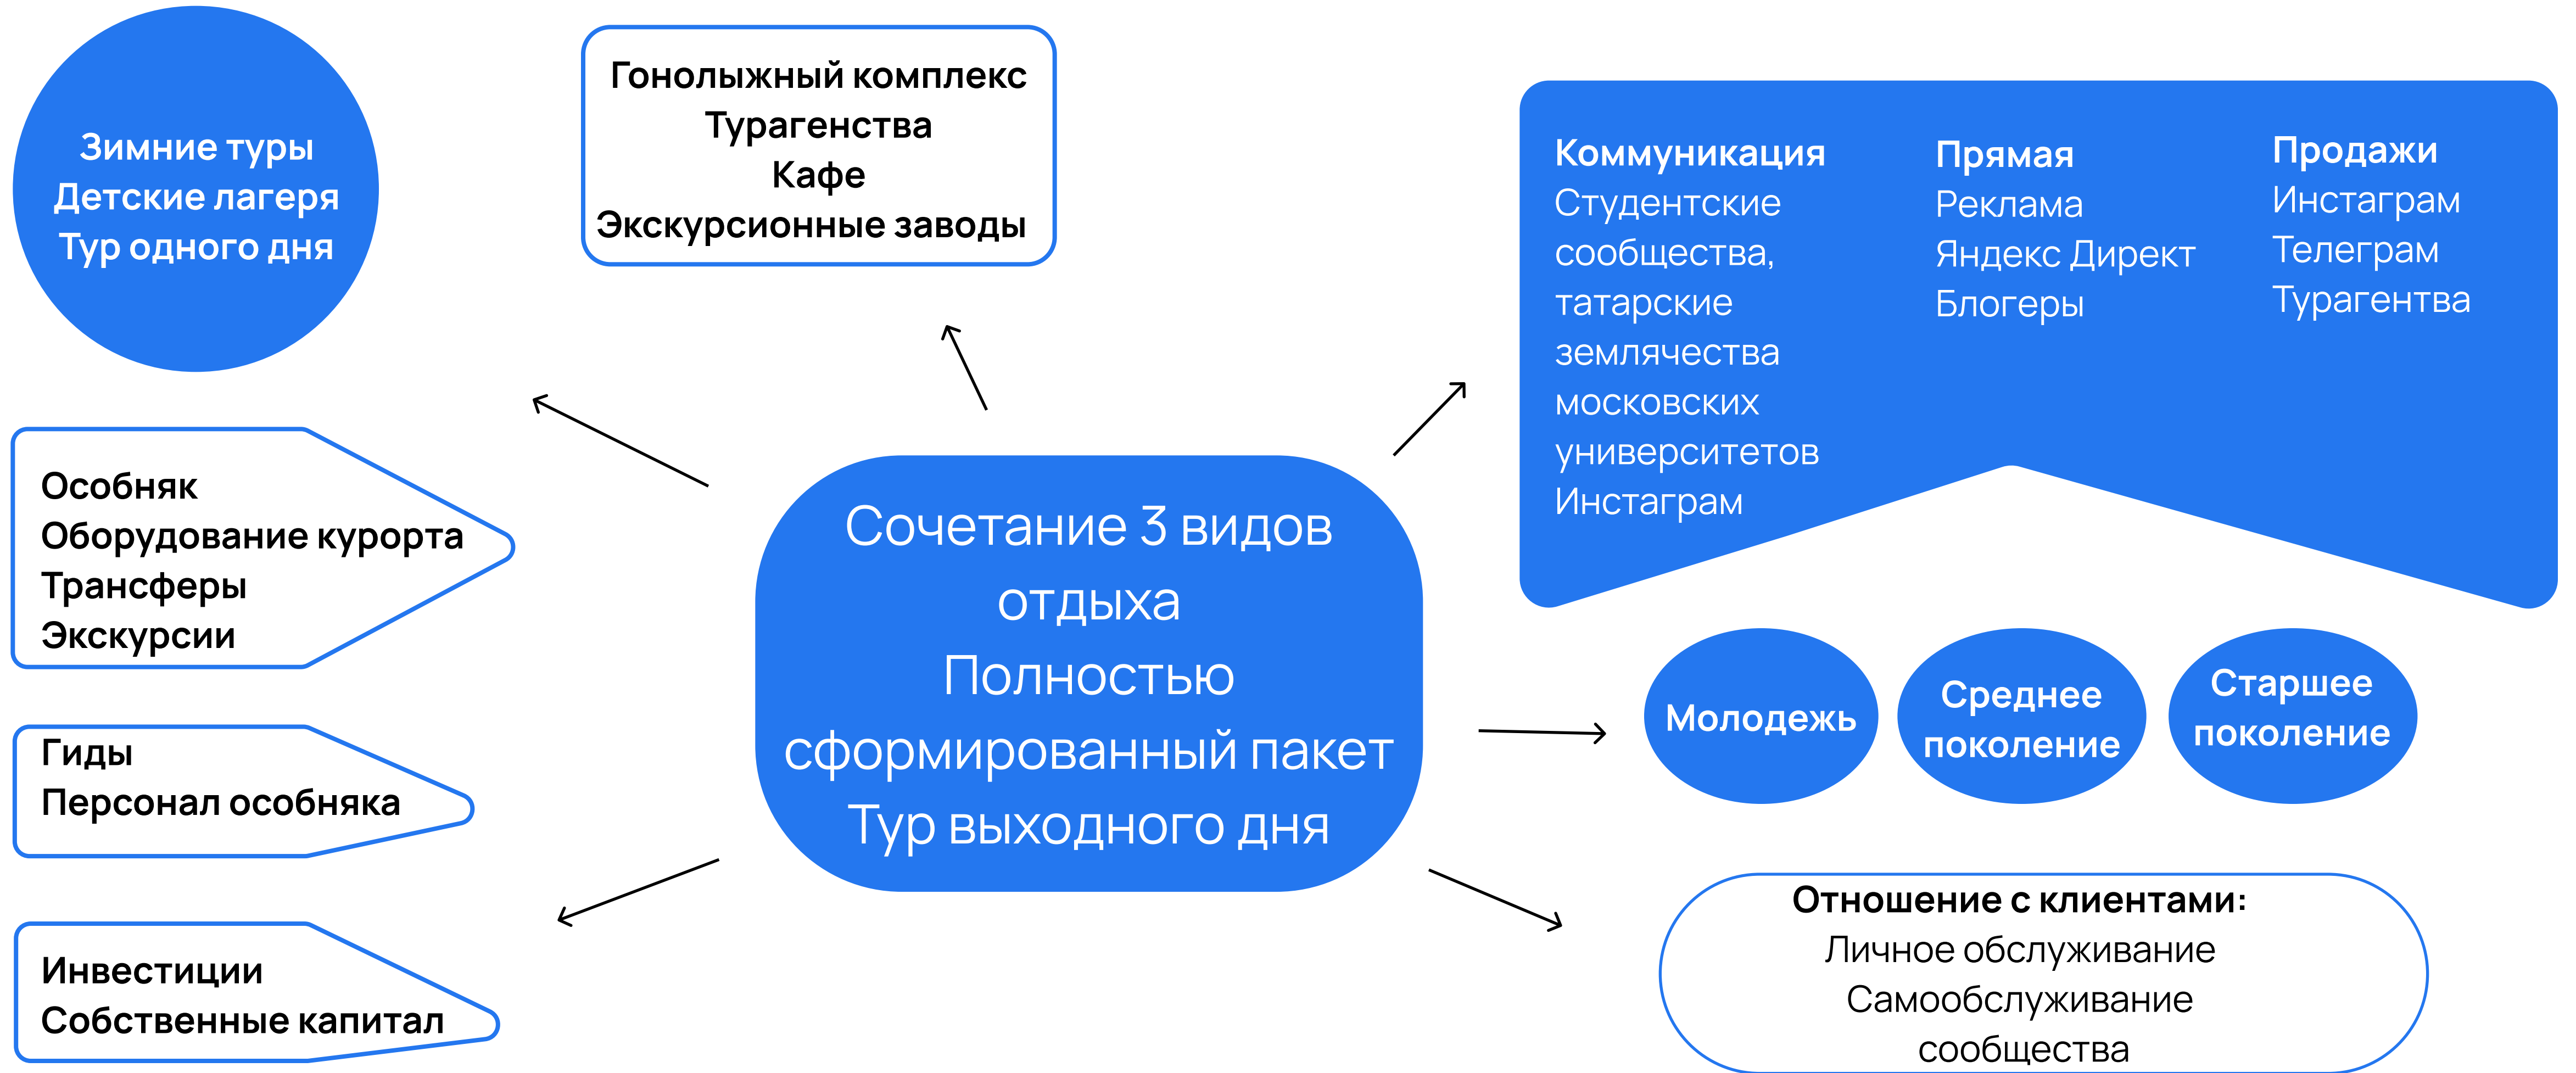 Зимние туры
Детские лагеря
Тур одного дня
Гонолыжный комплекс
Турагенства
Кафе
Экскурсионные заводы
Коммуникация
Студентские
сообщества,
татарские
землячества
московских
университетов
Инстаграм
Прямая
Реклама
Яндекс Директ
Блогеры
Продажи
Инстаграм
Телеграм
Турагентва
Особняк
Оборудование курорта
Трансферы
Экскурсии
Сочетание 3 видов
отдыха
Полностью
сформированный пакет
Тур выходного дня
Молодежь
Среднее
поколение
Старшее
поколение
Гиды
Персонал особняка
Инвестиции
Собственные капитал
Отношение с клиентами:
Личное обслуживание
Самообслуживание
сообщества